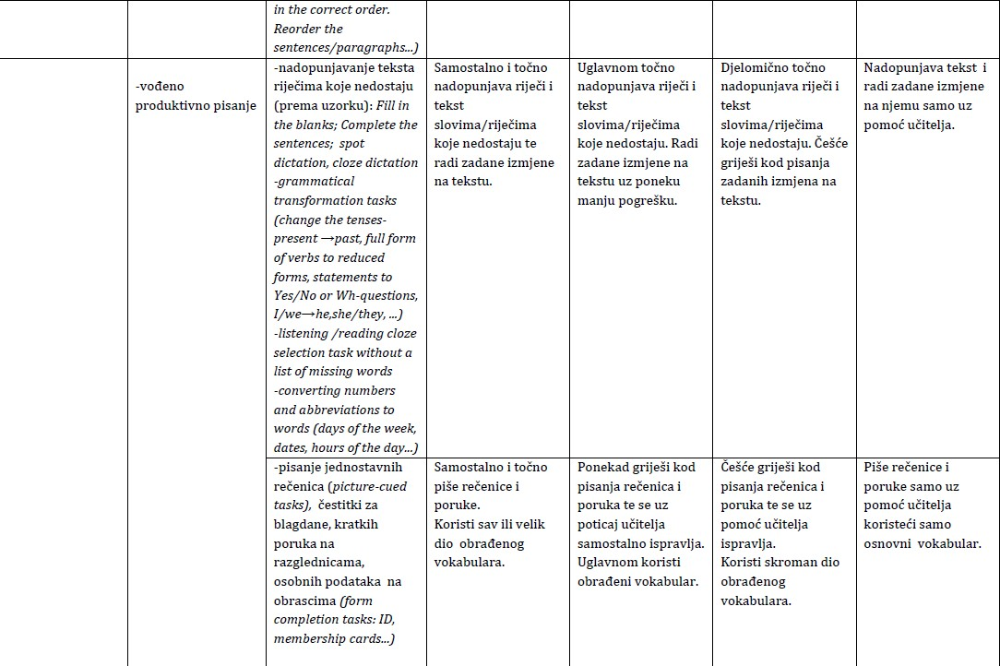 in the correct order.
Reorder the
sentences/paragraphs...)
-vođeno
produktivno pisanje
-nadopunjavanje teksta
riječima koje nedostaju
(prema uzorku): Fill in
the blanks; Complete the
sentences; spot
dictation, cloze dictation
-grammatical
transformation tasks
(change the tenses-
present →past, full form
of verbs to reduced
forms, statements to
Yes/No or Wh-questions,
I/we→he,she/they, ...)
-listening /reading cloze
selection task without a
list of missing words
-converting numbers
and abbreviations to
words (days of the week,
dates, hours of the day...)
Samostalno i točno
nadopunjava riječi i
tekst
slovima/riječima
koje nedostaju te
radi zadane izmjene
na tekstu.
Uglavnom točno
nadopunjava riječi i
tekst
slovima/riječima
koje nedostaju. Radi
zadane izmjene na
tekstu uz poneku
manju pogrešku.
Djelomično točno
nadopunjava riječi i
tekst
slovima/riječima
koje nedostaju. Češće
griješi kod pisanja
zadanih izmjena na
tekstu.
Nadopunjava tekst i
radi zadane izmjene
na njemu samo uz
pomoć učitelja.
-pisanje jednostavnih
rečenica (picture-cued
tasks), čestitki za
blagdane, kratkih
poruka na
razglednicama,
osobnih podataka na
obrascima (form
completion tasks: ID,
membership cards...)
Samostalno i točno
piše rečenice i
poruke.
Koristi sav ili velik
dio obrađenog
vokabulara.
Ponekad griješi kod
pisanja rečenica i
poruka te se uz
poticaj učitelja
samostalno ispravlja.
Uglavnom koristi
obrađeni vokabular.
Češće griješi kod
pisanja rečenica i
poruka te se uz
pomoć učitelja
ispravlja.
Koristi skroman dio
obrađenog
vokabulara.
Piše rečenice i
poruke samo uz
pomoć učitelja
koristeći samo
osnovni vokabular.